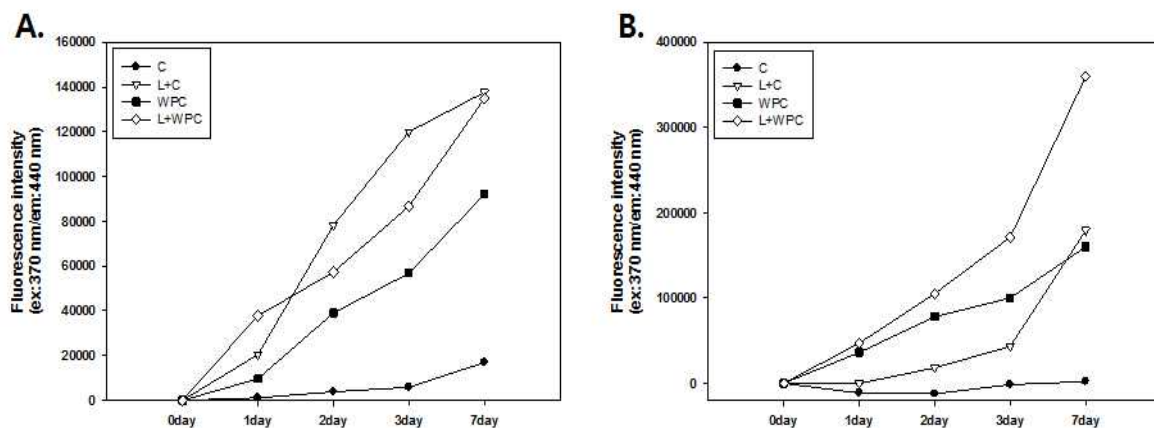 A.
Fluorescence intensity
(ex:370 nm/em:440 nm)
160000
140000
120000
100000
80000
60000
40000
20000
0
C
L+C
WPC
L+WPC
0day 1day 2day 3day 7day
B.
Fluorescence intensity
(ex:370 nm/em:440 nm)
400000
300000
200000
100000
0
C
L+C
WPC
L+WPC
0day 1day 2day 3day 7day